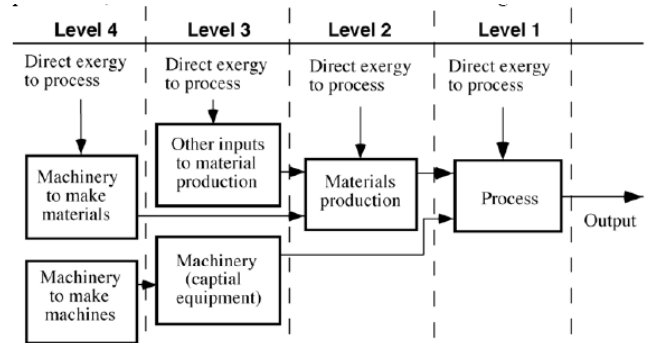 Level 4 Level 3 Level 2 Level 1
Direct exergy to process
Direct exergy to process
Direct exergy to process
Direct exergy to process
Machinery
to make
materials
Other inputs
to material
production
Materials
production
Process
Output
Machinery
to make
machines
Machinery
(captial
equipment)